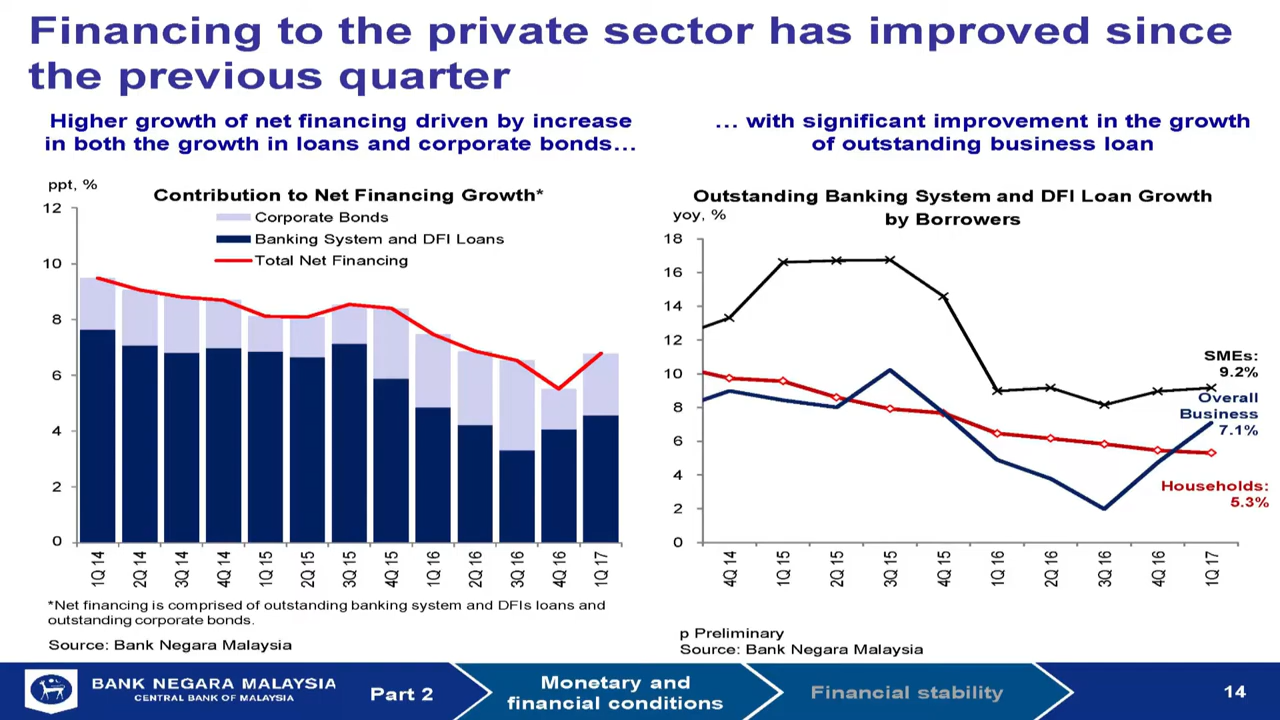 Financing to the private sector has improved since
the previous quarter
Higher growth of net financing driven by increase
in both the growth in loans and corporate bonds…
ppt, %
Contribution to Net Financing Growth*
Corporate Bonds
Banking System and DFI Loans
Total Net Financing
12
10
8
6
4
2
0
1Q 14
2Q 14
3Q 14
4Q 14
1Q 15
2Q 15
3Q 15
4Q 15
1Q 16
2Q 16
3Q 16
4Q 16
1Q 17
*Net financing is comprised of outstanding banking system and DFIs loans and
outstanding corporate bonds.
Source: Bank Negara Malaysia
… with significant improvement in the growth
of outstanding business loan
Outstanding Banking System and DFI Loan Growth
by Borrowers
yoy, %
18
16
14
12
10
8
6
4
2
0
SMEs:
9.2%
Overall
Business
7.1%
Households:
5.3%
4Q 14
1Q 15
2Q 15
3Q 15
4Q 15
1Q 16
2Q 16
3Q 16
4Q 16
1Q 17
p Preliminary
Source: Bank Negara Malaysia
BANK NEGARA MALAYSIA
CENTRAL BANK OF MALAYSIA
Part 2
Monetary and
financial conditions
Financial stability
14